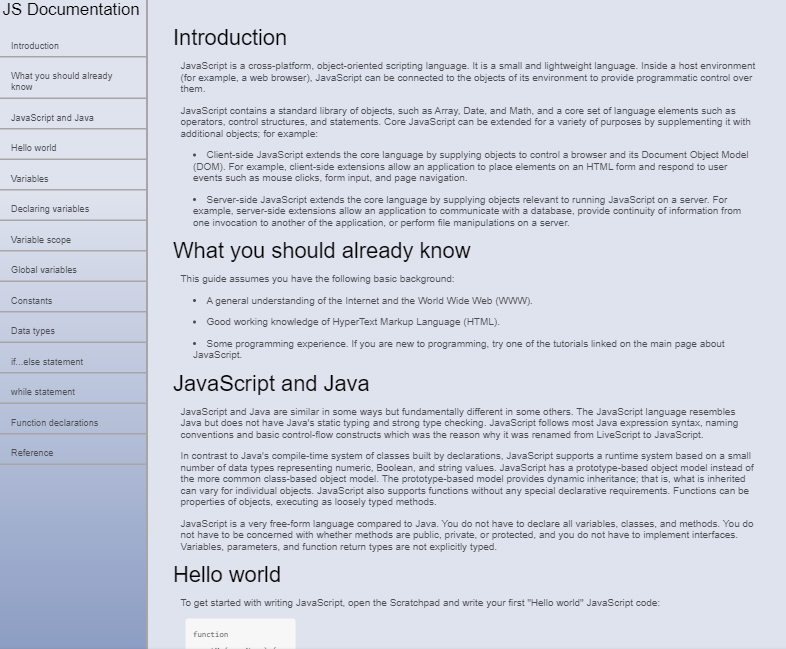 JS Documentation
Introduction
What you should already
know
JavaScript and Java
Hello world
Variables
Declaring variables
Variable scope
Global variables
Constants
Data types
if...else statement
while statement
Function declarations
Reference
Introduction
JavaScript is a cross-platform, object-oriented scripting language. It is a small and lightweight language. Inside a host environment
(for example, a web browser), JavaScript can be connected to the objects of its environment to provide programmatic control over
them.
JavaScript contains a standard library of objects, such as Array, Date, and Math, and a core set of language elements such as
operators, control structures, and statements. Core JavaScript can be extended for a variety of purposes by supplementing it with
additional objects; for example:
• Client-side JavaScript extends the core language by supplying objects to control a browser and its Document Object Model
(DOM). For example, client-side extensions allow an application to place elements on an HTML form and respond to user
events such as mouse clicks, form input, and page navigation.
• Server-side JavaScript extends the core language by supplying objects relevant to running JavaScript on a server. For
example, server-side extensions allow an application to communicate with a database, provide continuity of information from
one invocation to another of the application, or perform file manipulations on a server.
What you should already know
This guide assumes you have the following basic background:
• A general understanding of the Internet and the World Wide Web (WWW).
• Good working knowledge of HyperText Markup Language (HTML).
• Some programming experience. If you are new to programming, try one of the tutorials linked on the main page about
JavaScript.
JavaScript and Java
JavaScript and Java are similar in some ways but fundamentally different in some others. The JavaScript language resembles
Java but does not have Java's static typing and strong type checking. JavaScript follows most Java expression syntax, naming
conventions and basic control-flow constructs which was the reason why it was renamed from LiveScript to JavaScript.
In contrast to Java's compile-time system of classes built by declarations, JavaScript supports a runtime system based on a small
number of data types representing numeric, Boolean, and string values. JavaScript has a prototype-based object model instead of
the more common class-based object model. The prototype-based model provides dynamic inheritance; that is, what is inherited
can vary for individual objects. JavaScript also supports functions without any special declarative requirements. Functions can be
properties of objects, executing as loosely typed methods.
JavaScript is a very free-form language compared to Java. You do not have to declare all variables, classes, and methods. You do
not have to be concerned with whether methods are public, private, or protected, and you do not have to implement interfaces.
Variables, parameters, and function return types are not explicitly typed.
Hello world
To get started with writing JavaScript, open the Scratchpad and write your first "Hello world" JavaScript code:
function